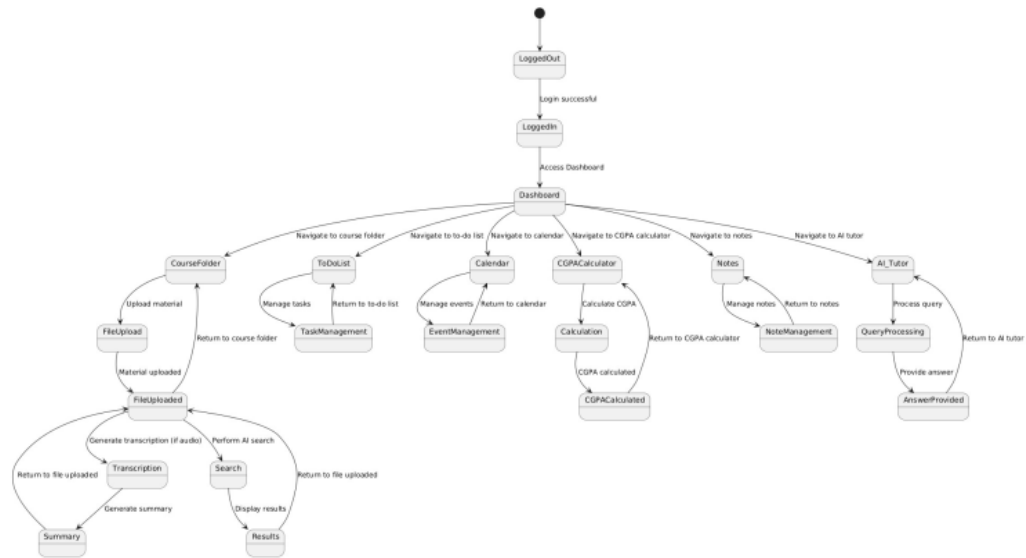 LoggedOut
Login successful
LoggedIn
Access Dashboard
Dashboard
Navigate to course folder
Navigate to to-do list
Navigate to calendar
Navigate to CGPA calculator
Navigate to notes
Navigate to AI tutor
CourseFolder
ToDoList
Calendar
CGPACalculator
Notes
AI_Tutor
Upload material
Manage tasks
Return to to-do list
Manage events
Return to calendar
Calculate CGPA
Manage notes
Return to notes
Process query
FileUpload
Return to course folder
TaskManagement
EventManagement
Calculation
Return to CGPA calculator
NoteManagement
QueryProcessing
Return to AI tutor
Material uploaded
CGPA calculated
Provide answer
FileUploaded
CGPACalculated
AnswerProvided
Generate transcription (if audio)
Perform AI search
Return to file uploaded
Transcription
Search
Return to file uploaded
Generate summary
Display results
Summary
Results